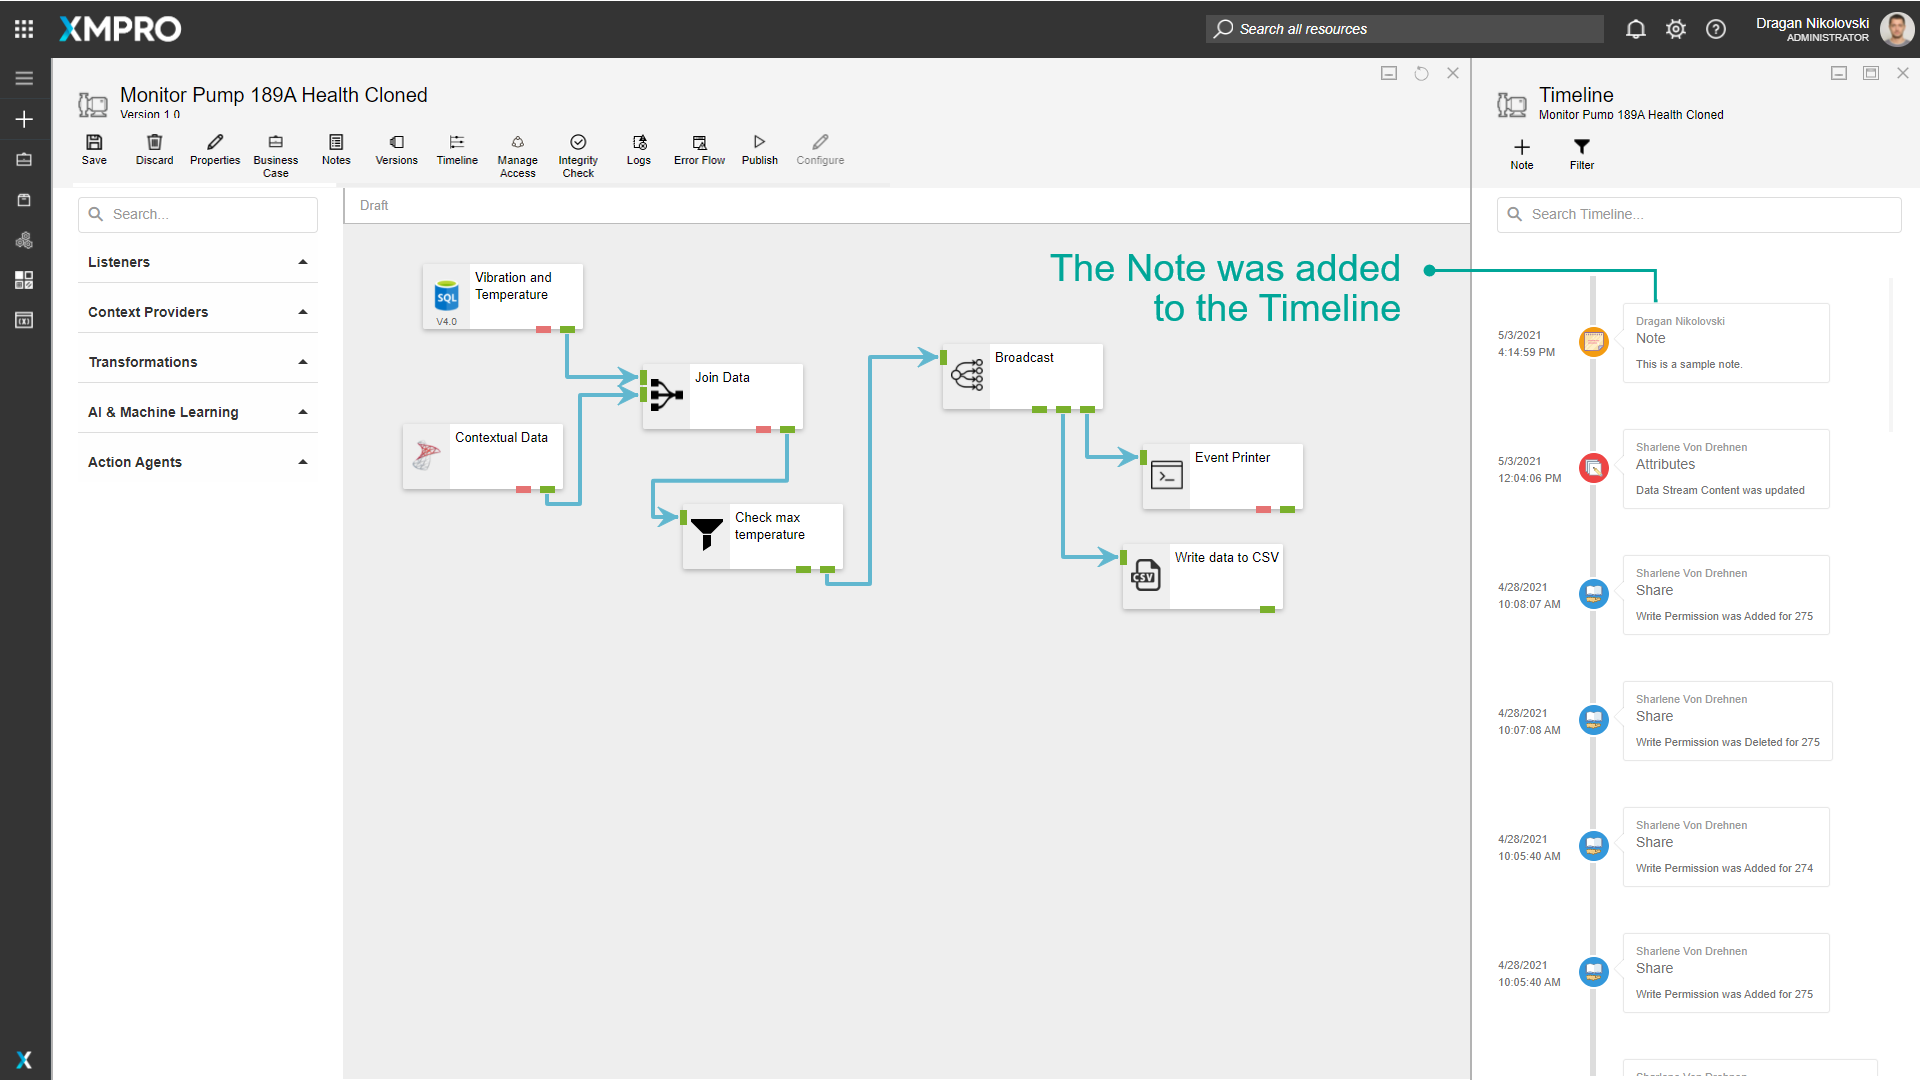 XMPRO
Search all resources
Dragan Nikolovski
ADMINISTRATOR
Monitor Pump 189A Health Cloned
Version 1.0
Save
Discard
Properties
Business
Case
Notes
Versions
Timeline
Manage
Access
Integrity
Check
Logs
Error Flow
Publish
Configure
Search...
Listeners
Context Providers
Transformations
AI & Machine Learning
Action Agents
Draft
Vibration and
Temperature
SQL
V4.0
Join Data
Contextual Data
Check max
temperature
Broadcast
Event Printer
Write data to CSV
CSV
The Note was added
to the Timeline
Timeline
Monitor Pump 189A Health Cloned
Note
Filter
Search Timeline...
5/3/2021
4:14:59 PM
Dragan Nikolovski
Note
This is a sample note.
5/3/2021
12:04:06 PM
Sharlene Von Drehnen
Attributes
Data Stream Content was updated
4/28/2021
10:08:07 AM
Sharlene Von Drehnen
Share
Write Permission was Added for 275
4/28/2021
10:07:08 AM
Sharlene Von Drehnen
Share
Write Permission was Deleted for 275
4/28/2021
10:05:40 AM
Sharlene Von Drehnen
Share
Write Permission was Added for 274
4/28/2021
10:05:40 AM
Sharlene Von Drehnen
Share
Write Permission was Added for 275
Sharlene Von Drehnen